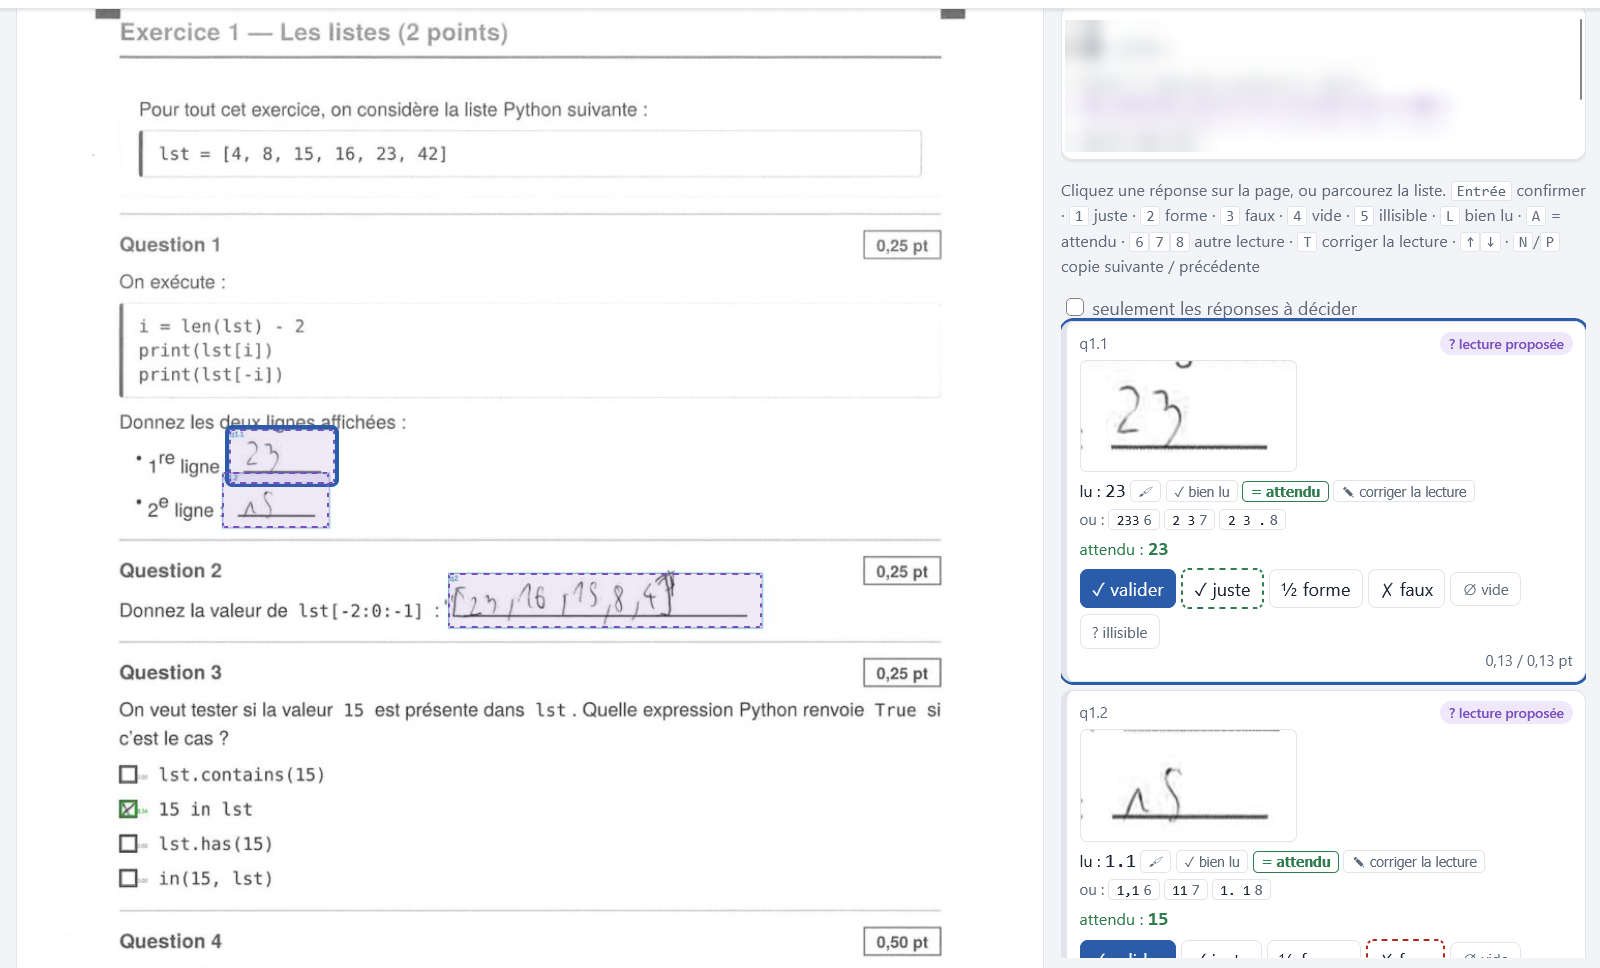 Exercice 1 — Les listes (2 points)
Pour tout cet exercice, on considère la liste Python suivante :
lst = [4, 8, 15, 16, 23, 42]
Question 1
0,25 pt
On exécute :
i = len(lst) - 2
print(lst[i])
print(lst[-i])
Donnez les deux lignes affichées :
• 1re ligne 23
• 2e ligne : 15
Question 2
0,25 pt
Donnez la valeur de lst[-2:0:-1] : [23,16,15,8,4]
Question 3
0,25 pt
On veut tester si la valeur 15 est présente dans lst. Quelle expression Python renvoie True si
c'est le cas ?
lst.contains(15)
15 in lst
lst.has(15)
in(15, lst)
Question 4
0,50 pt
Cliquez une réponse sur la page, ou parcourez la liste. Entrée confirmer
· 1 juste · 2 forme · 3 faux · 4 vide · 5 illisible · L bien lu · A =
attendu · 6 7 8 autre lecture · T corriger la lecture · ↑ ↓ · N / P
copie suivante / précédente
seulement les réponses à décider
q1.1
? lecture proposée
23
lu : 23 ✓ bien lu = attendu corriger la lecture
ou : 233 6 2 3 7 2 3 . 8
attendu : 23
✓ valider ✓ juste ½ forme ✗ faux ∅ vide
? illisible
0,13 / 0,13 pt
q1.2
? lecture proposée
15
lu : 1.1 ✓ bien lu = attendu corriger la lecture
ou : 1,1 6 11 7 1. 1 8
attendu : 15